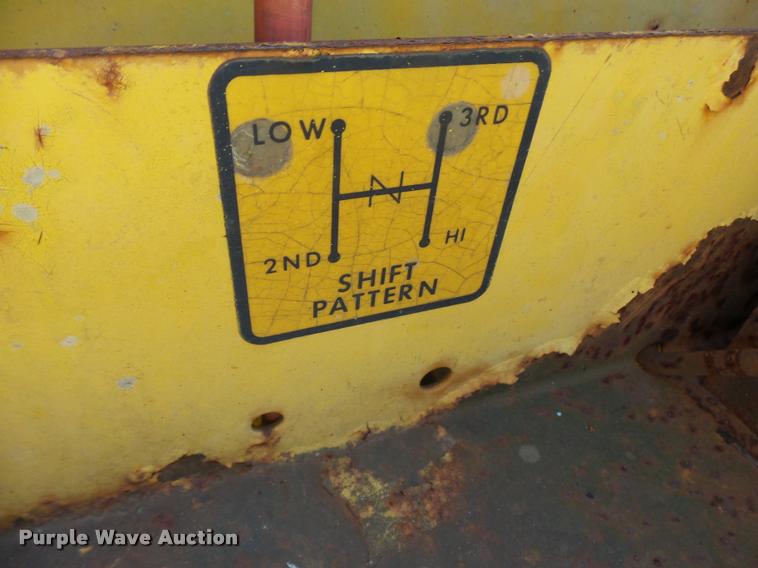 LOW 3RD
N
2ND HI
SHIFT
PATTERN
Purple Wave Auction